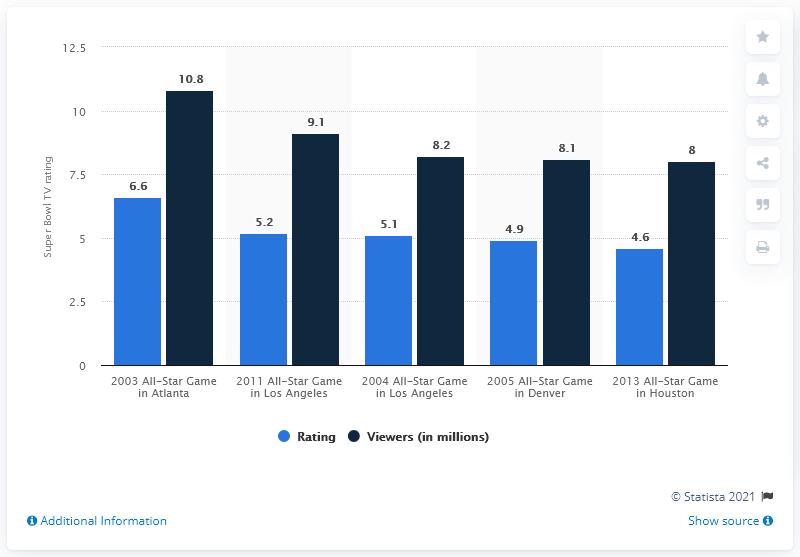 12.5
10
7.5
5
2.5
0
Super Bowl TV rating
6.6
10.8
5.2
9.1
5.1
8.2
4.9
8.1
4.6
8
2003 All-Star Game
in Atlanta
2011 All-Star Game
in Los Angeles
2004 All-Star Game
in Los Angeles
2005 All-Star Game
in Denver
2013 All-Star Game
in Houston
Rating
Viewers (in millions)
© Statista 2021
Additional Information
Show source